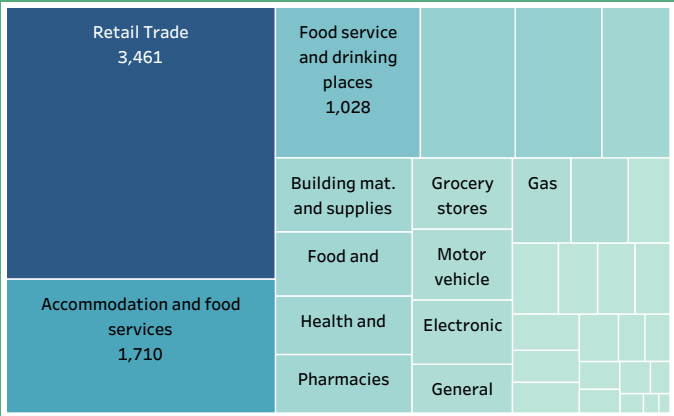 Retail Trade
3,461
Accommodation and food
services
1,710
Food service
and drinking
places
1,028
Building mat.
and supplies
Food and
Health and
Pharmacies
Grocery
stores
Motor
vehicle
Electronic
General
Gas